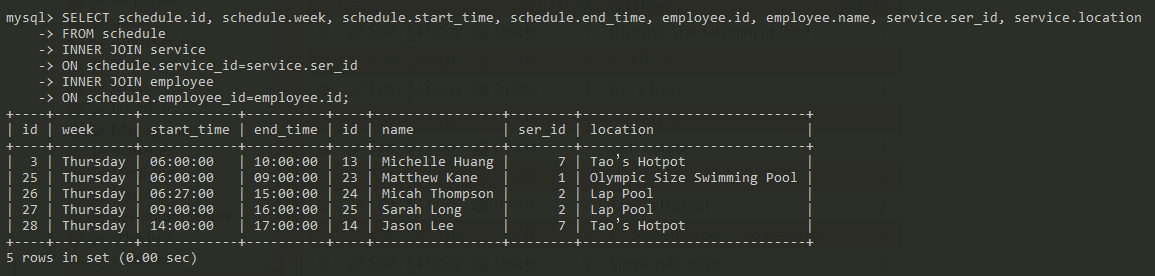 mysql> SELECT schedule.id, schedule.week, schedule.start_time, schedule.end_time, employee.id, employee.name, service.ser_id, service.location
    -> FROM schedule
    -> INNER JOIN service
    -> ON schedule.service_id=service.ser_id
    -> INNER JOIN employee
    -> ON schedule.employee_id=employee.id;
+----+----------+------------+----------+----+----------------+--------+----------------------------+
| id | week     | start_time | end_time | id | name           | ser_id | location                   |
+----+----------+------------+----------+----+----------------+--------+----------------------------+
|  3 | Thursday | 06:00:00   | 10:00:00 | 13 | Michelle Huang |      7 | Tao’s Hotpot               |
| 25 | Thursday | 06:00:00   | 09:00:00 | 23 | Matthew Kane   |      1 | Olympic Size Swimming Pool |
| 26 | Thursday | 06:27:00   | 15:00:00 | 24 | Micah Thompson |      2 | Lap Pool                   |
| 27 | Thursday | 09:00:00   | 16:00:00 | 25 | Sarah Long     |      2 | Lap Pool                   |
| 28 | Thursday | 14:00:00   | 17:00:00 | 14 | Jason Lee      |      7 | Tao’s Hotpot               |
+----+----------+------------+----------+----+----------------+--------+----------------------------+
5 rows in set (0.00 sec)